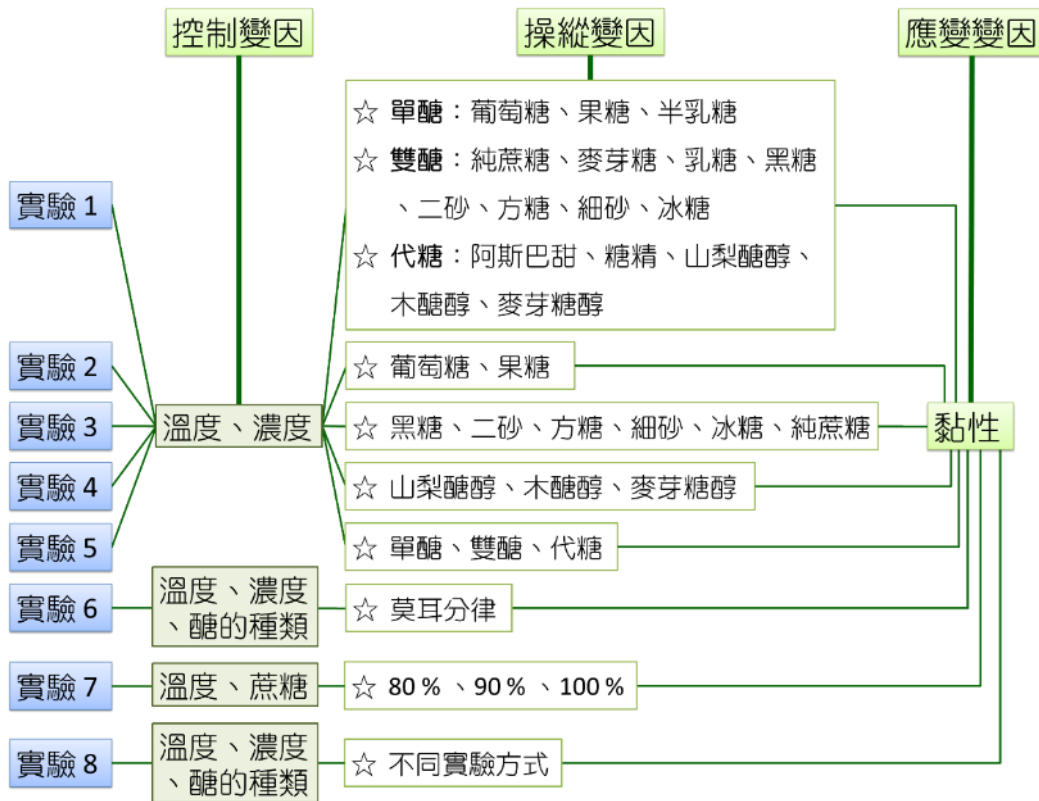 控制變因
操縱變因
應變變因
實驗 1
☆ 單醣：葡萄糖、果糖、半乳糖
☆ 雙醣：純蔗糖、麥芽糖、乳糖、黑糖
、二砂、方糖、細砂、冰糖
☆ 代糖：阿斯巴甜、糖精、山梨醣醇、
木醣醇、麥芽糖醇
實驗 2
☆ 葡萄糖、果糖
實驗 3
溫度、濃度
☆ 黑糖、二砂、方糖、細砂、冰糖、純蔗糖
黏性
實驗 4
☆ 山梨醣醇、木醣醇、麥芽糖醇
實驗 5
☆ 單醣、雙醣、代糖
實驗 6
溫度、濃度
、醣的種類
☆ 莫耳分律
實驗 7
溫度、蔗糖
☆ 80 % 、90 % 、100 %
實驗 8
溫度、濃度
、醣的種類
☆ 不同實驗方式